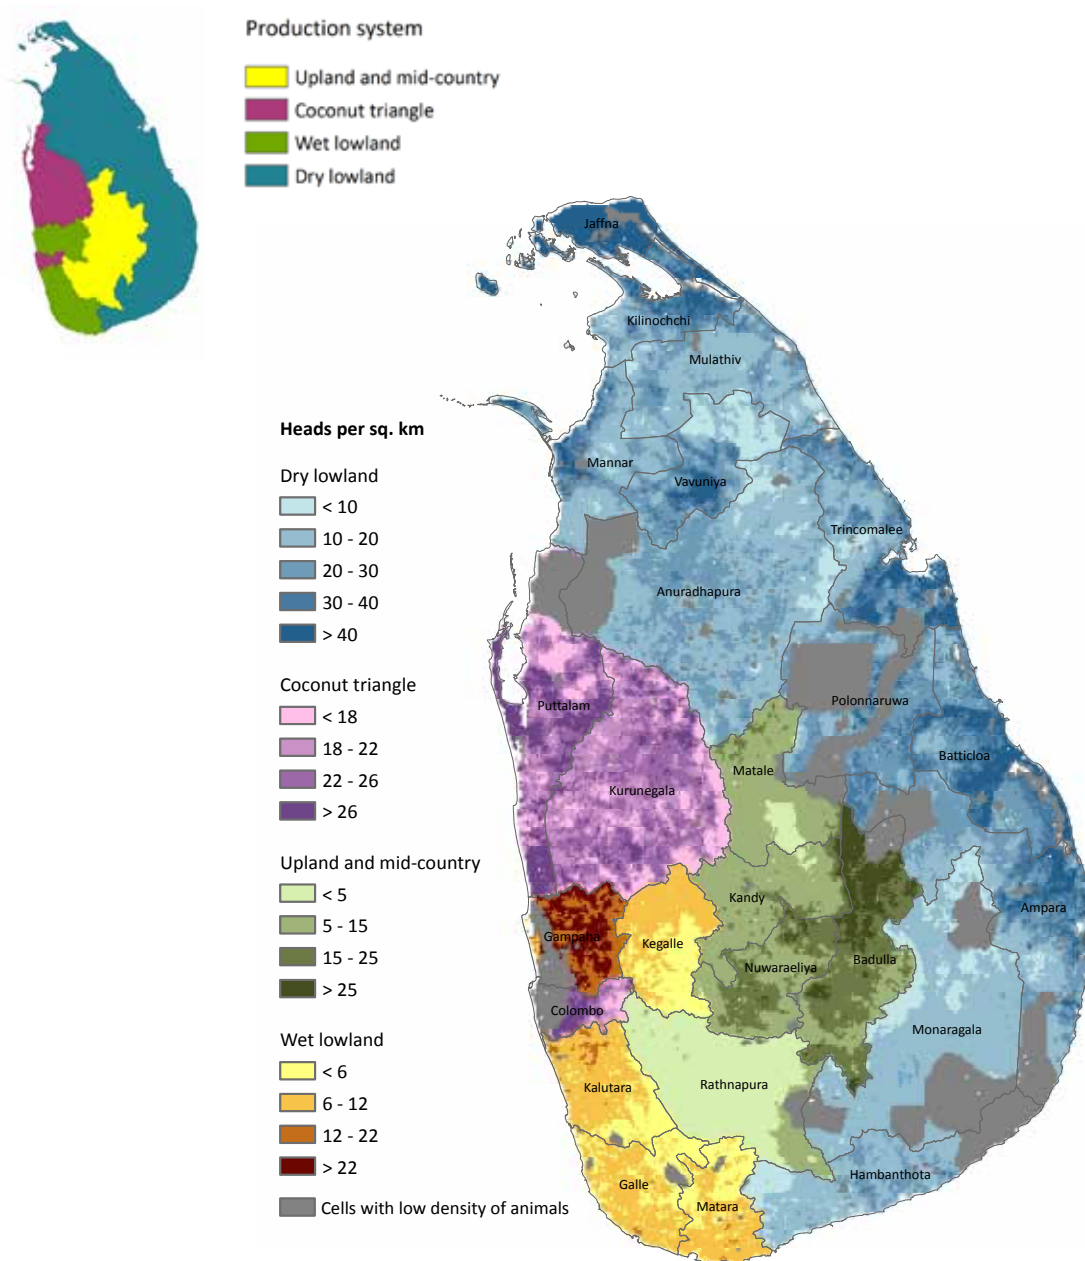 Production system
Upland and mid-country
Coconut triangle
Wet lowland
Dry lowland
Jaffna
Kilinochchi
Mulathiv
Mannar
Vavuniya
Trincomalee
Anuradhapura
Puttalam
Polonnaruwa
Batticloa
Matale
Kurunegala
Kandy
Ampara
Gampaha
Kegalle
Nuwaraeliya
Badulla
Colombo
Monaragala
Kalutara
Rathnapura
Hambanthota
Galle
Matara
Heads per sq. km
Dry lowland
< 10
10 - 20
20 - 30
30 - 40
> 40
Coconut triangle
< 18
18 - 22
22 - 26
> 26
Upland and mid-country
< 5
5 - 15
15 - 25
> 25
Wet lowland
< 6
6 - 12
12 - 22
> 22
Cells with low density of animals